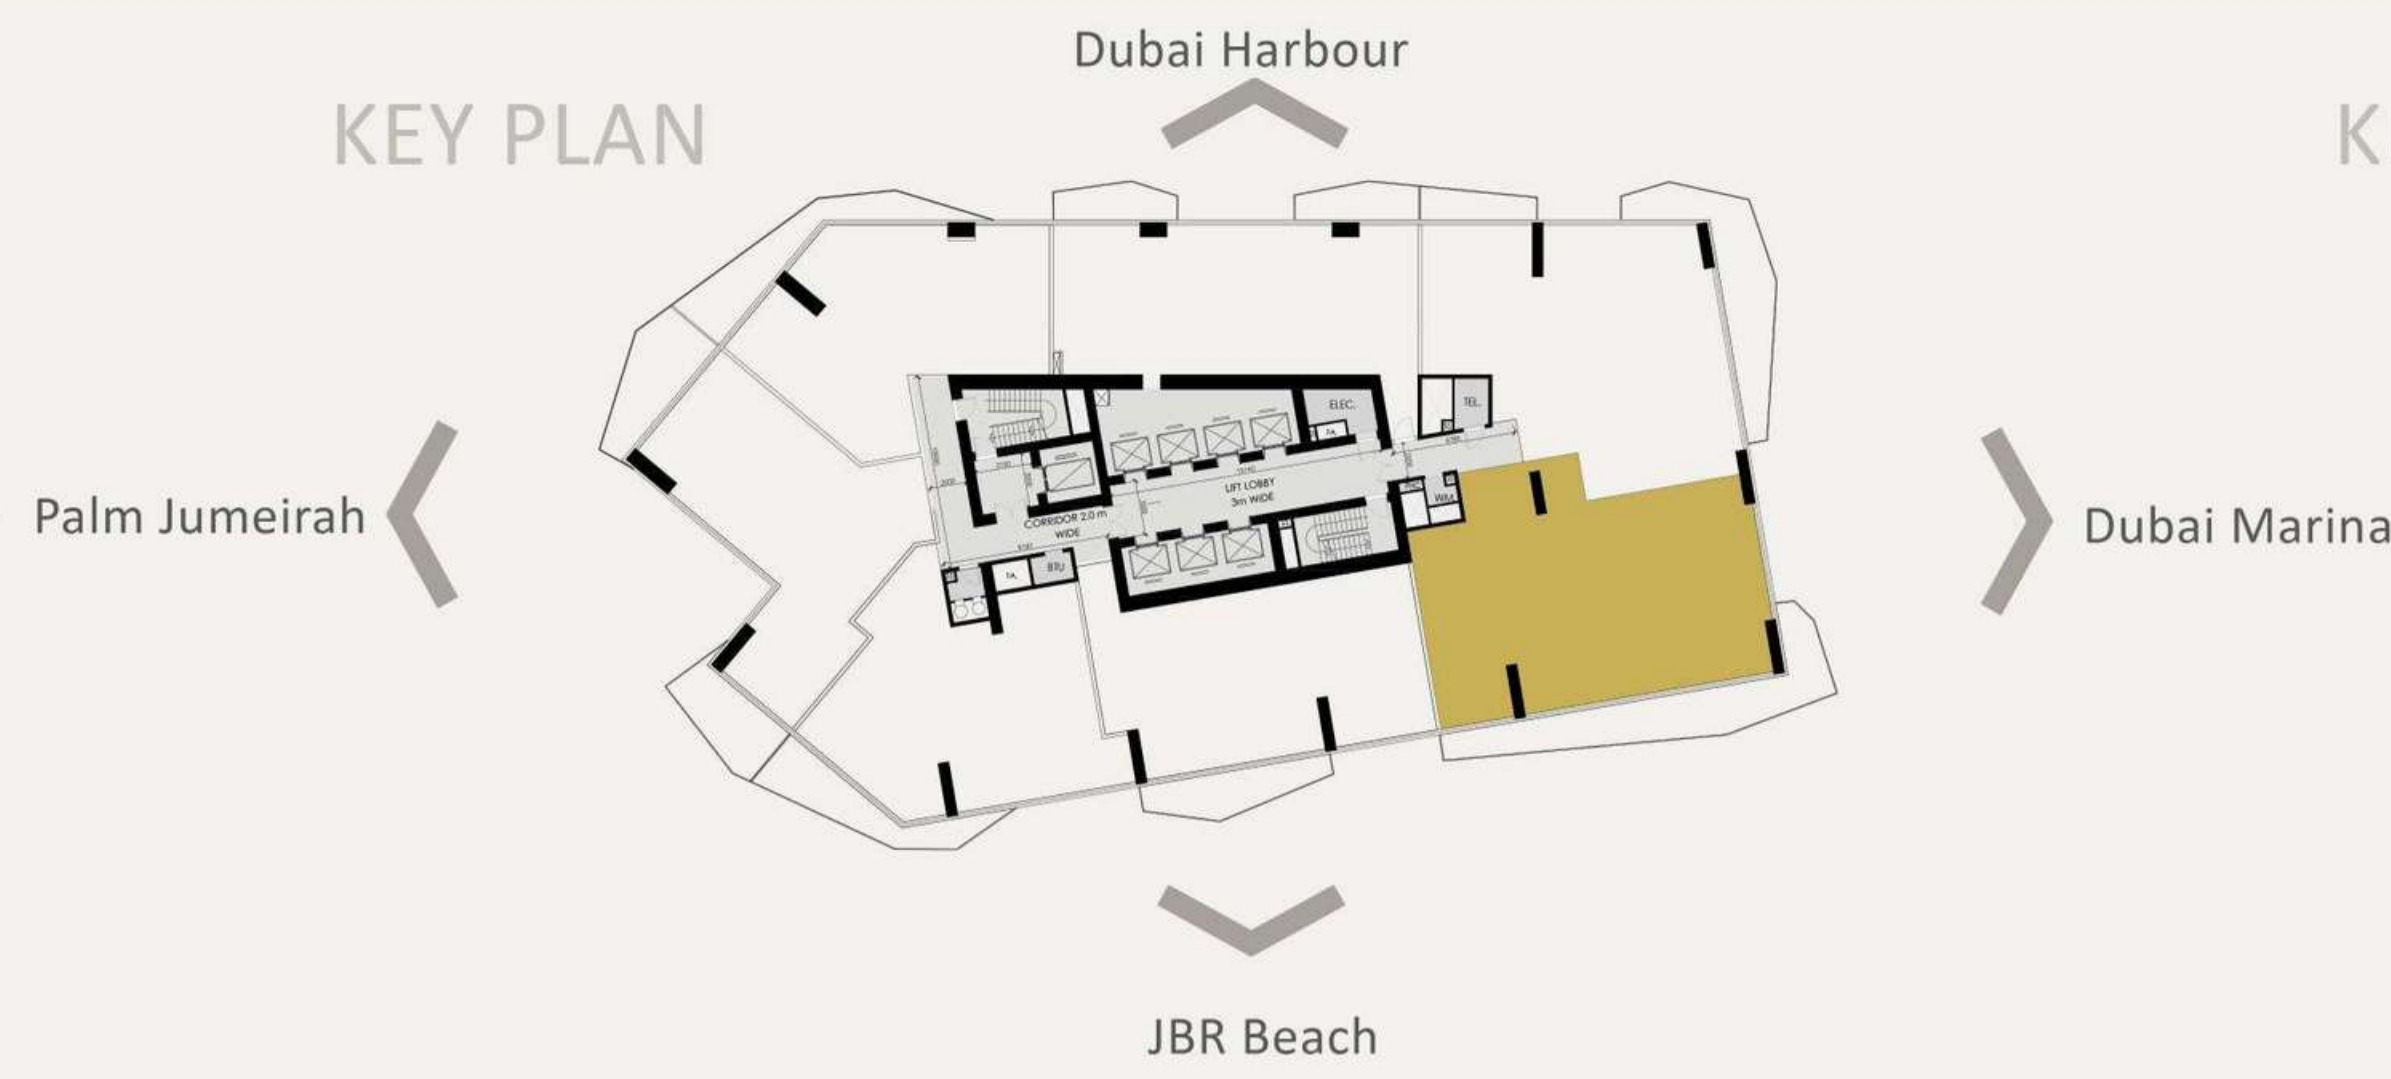 Dubai Harbour
KEY PLAN
K
ELEC.
TEL.
Palm Jumeirah
LIFT LOBBY
3m WIDE
CORRIDOR 2.0 m
WIDE
BTU
Dubai Marina
JBR Beach